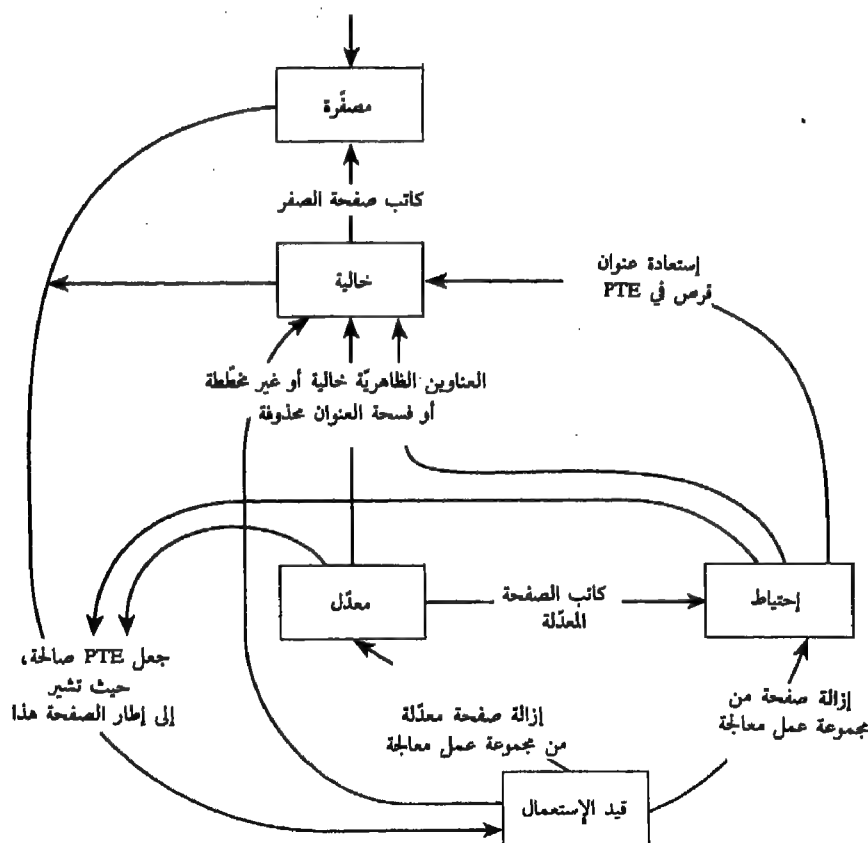 مصفّرة
كاتب صفحة الصفر
خالية
إستعادة عنوان
قرص في PTE
العناوين الظاهريّة خالية أو غير مخطّطة
أو فسحة العنوان محذوفة
معدّل
كاتب الصفحة
المعدّلة
إحتياط
جعل PTE صالحة،
حيث تشير
إلى إطار الصفحة هذا
إزالة صفحة معدّلة
من مجموعة عمل معالجة
إزالة صفحة من
مجموعة عمل معالجة
قيد الإستعمال